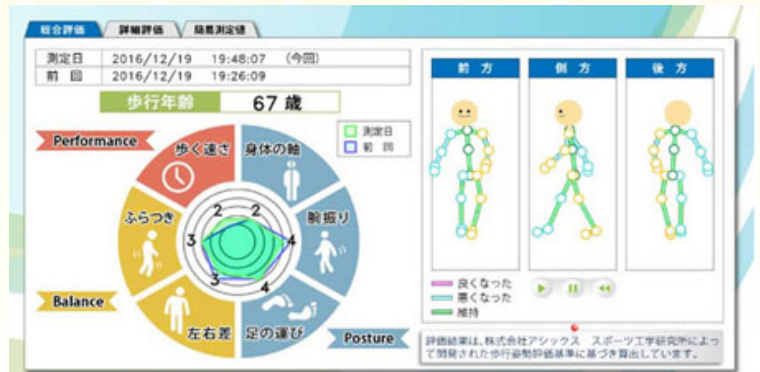 総合評価
詳細評価
簡易測定値
測定日 2016/12/19 19:48:07 (今回)
前 回 2016/12/19 19:26:09
歩行年齢 67 歳
Performance
歩く速さ
身体の軸
測定日
前 回
ふらつき
腕振り
2
2
3
4
3
4
Balance
左右差
足の運び
Posture
前 方
側 方
後 方
良くなった
悪くなった
維持
評価結果は、株式会社アシックス スポーツ工学研究所によっ
て開発された歩行姿勢評価基準に基づき算出しています。